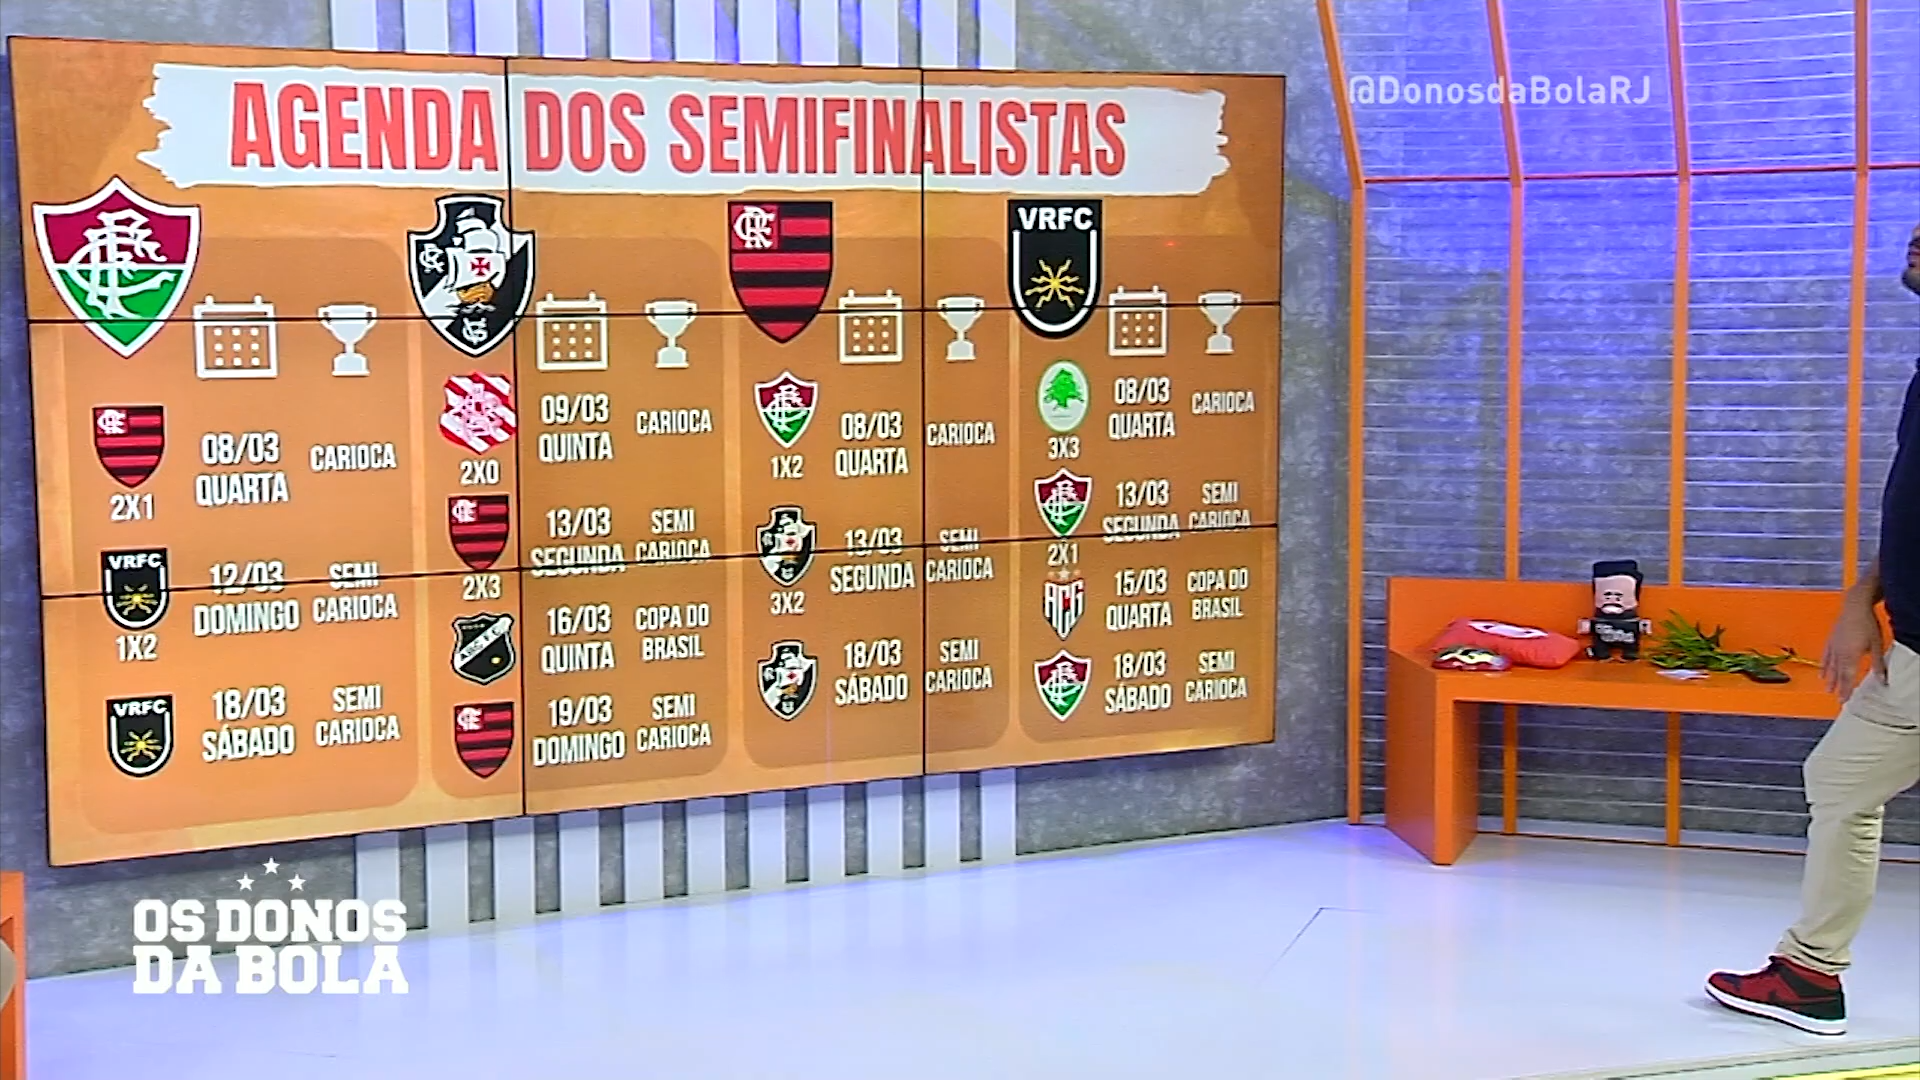 @DonosdaBolaRJ
AGENDA DOS SEMIFINALISTAS
2X1
08/03
QUARTA
CARIOCA
VRFC
1X2
12/03
DOMINGO
SEMI
CARIOCA
VRFC
18/03
SÁBADO
SEMI
CARIOCA
2X0
09/03
QUINTA
CARIOCA
2X3
13/03
SEGUNDA
SEMI
CARIOCA
16/03
QUINTA
COPA DO
BRASIL
19/03
DOMINGO
SEMI
CARIOCA
1X2
08/03
QUARTA
CARIOCA
3X2
13/03
SEGUNDA
SEMI
CARIOCA
18/03
SÁBADO
SEMI
CARIOCA
VRFC
3X3
08/03
QUARTA
CARIOCA
2X1
13/03
SEGUNDA
SEMI
CARIOCA
ACG
15/03
QUARTA
COPA DO
BRASIL
18/03
SÁBADO
SEMI
CARIOCA
OS DONOS
DA BOLA